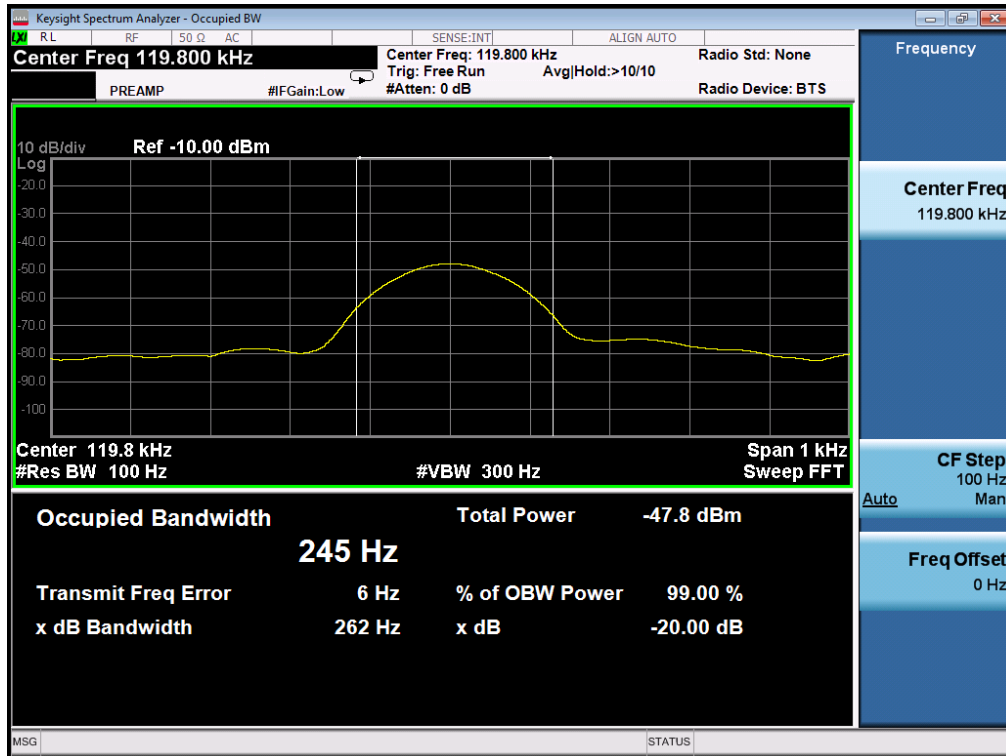 Keysight Spectrum Analyzer - Occupied BW
LXI RL RF 50 Ω AC SENSE:INT ALIGN AUTO
Center Freq 119.800 kHz
PREAMP #IFGain:Low
Center Freq: 119.800 kHz Radio Std: None
Trig: Free Run Avg|Hold:>10/10
#Atten: 0 dB Radio Device: BTS
10 dB/div Ref -10.00 dBm
Log
-20.0
-30.0
-40.0
-50.0
-60.0
-70.0
-80.0
-90.0
-100
Center 119.8 kHz Span 1 kHz
#Res BW 100 Hz #VBW 300 Hz Sweep FFT
Occupied Bandwidth Total Power -47.8 dBm
245 Hz
Transmit Freq Error 6 Hz % of OBW Power 99.00 %
x dB Bandwidth 262 Hz x dB -20.00 dB
MSG STATUS
Frequency
Center Freq
119.800 kHz
CF Step
100 Hz
Auto Man
Freq Offset
0 Hz